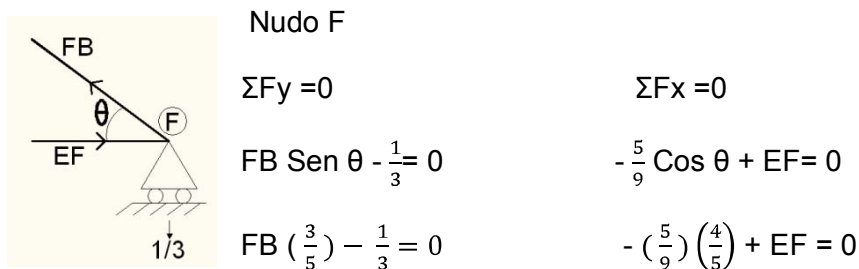 Nudo F
FB
θ
F
EF
1/3
ΣFy =0
ΣFx =0
FB Sen θ - 1/3 = 0
- 5/9 Cos θ + EF= 0
FB (3/5) − 1/3 = 0
- (5/9) (4/5) + EF = 0